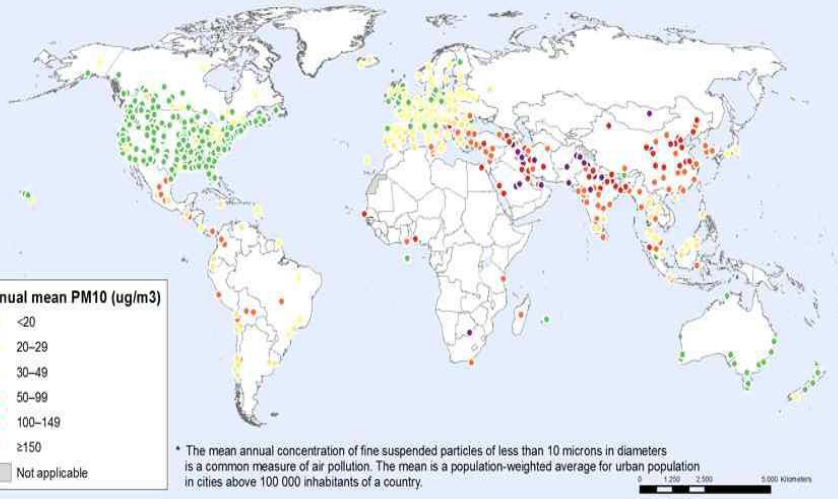 nual mean PM10 (ug/m3)
<20
20–29
30–49
50–99
100–149
≥150
Not applicable
* The mean annual concentration of fine suspended particles of less than 10 microns in diameters
is a common measure of air pollution. The mean is a population-weighted average for urban population
in cities above 100 000 inhabitants of a country.
0 1.250 2.500 5.000 Kilometers